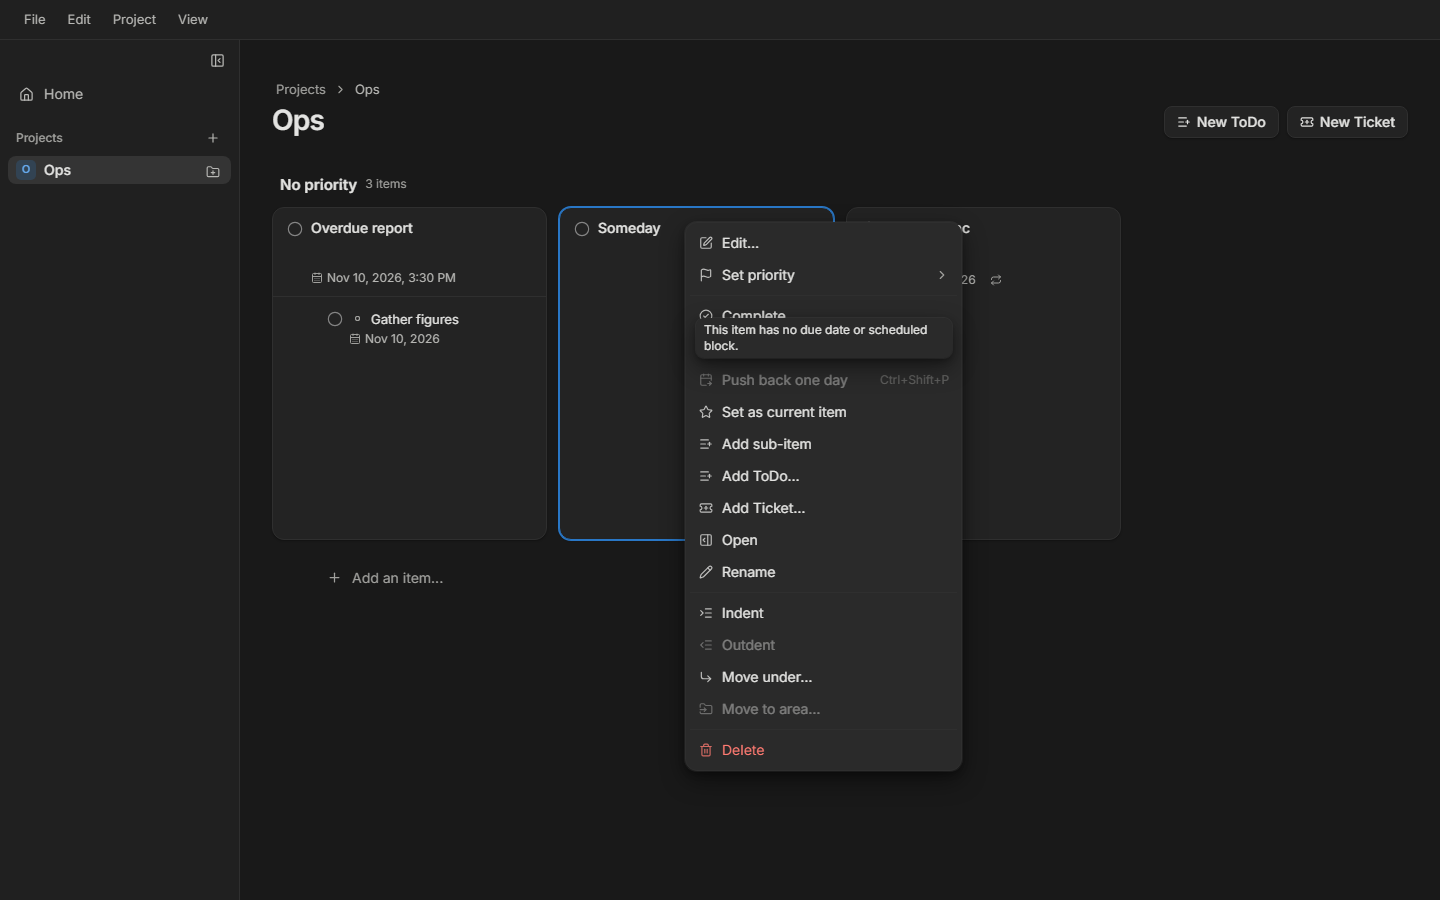 File Edit Project View
Home
Projects
O Ops
Projects > Ops
Ops
New ToDo
New Ticket
No priority 3 items
Overdue report
Nov 10, 2026, 3:30 PM
Gather figures
Nov 10, 2026
Someday
Add an item...
Edit...
Set priority
Complete
This item has no due date or scheduled
block.
Push back one day Ctrl+Shift+P
Set as current item
Add sub-item
Add ToDo...
Add Ticket...
Open
Rename
Indent
Outdent
Move under...
Move to area...
Delete